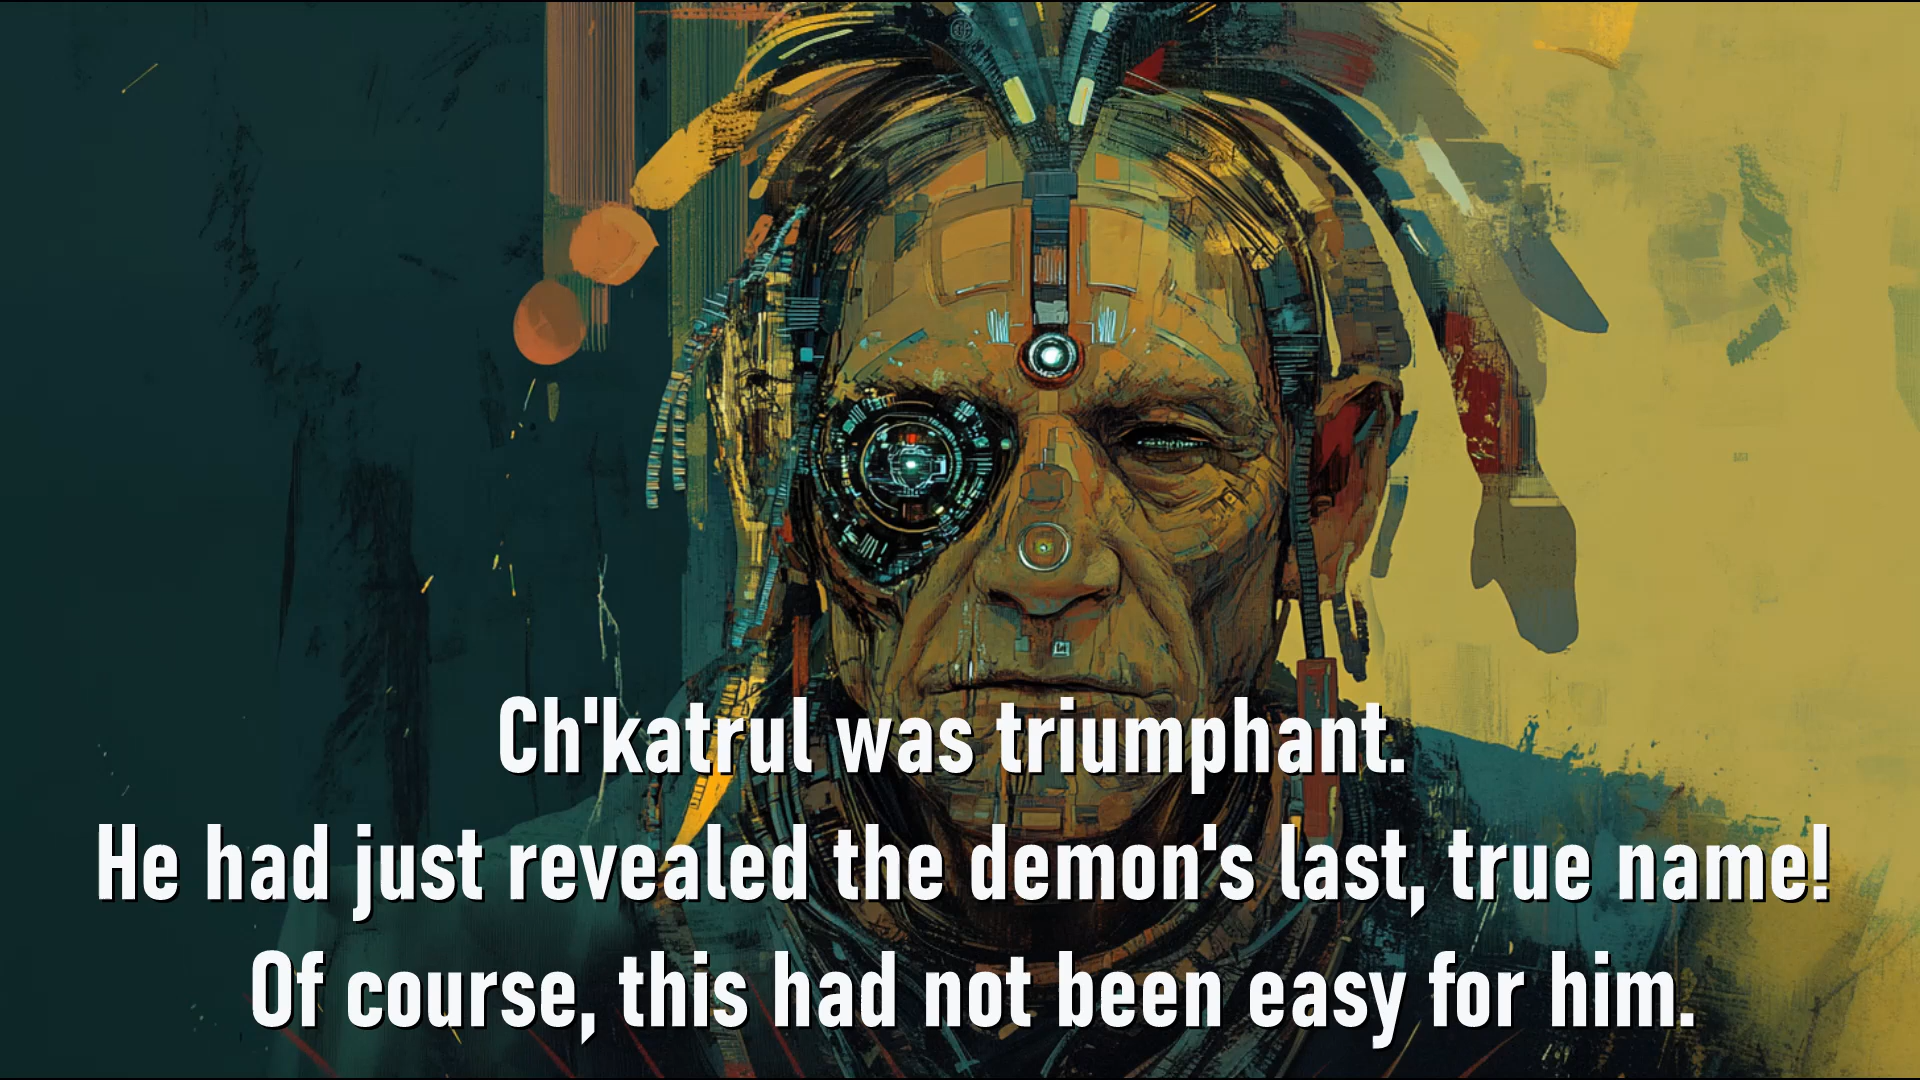 Ch'katrul was triumphant.
He had just revealed the demon's last, true name!
Of course, this had not been easy for him.